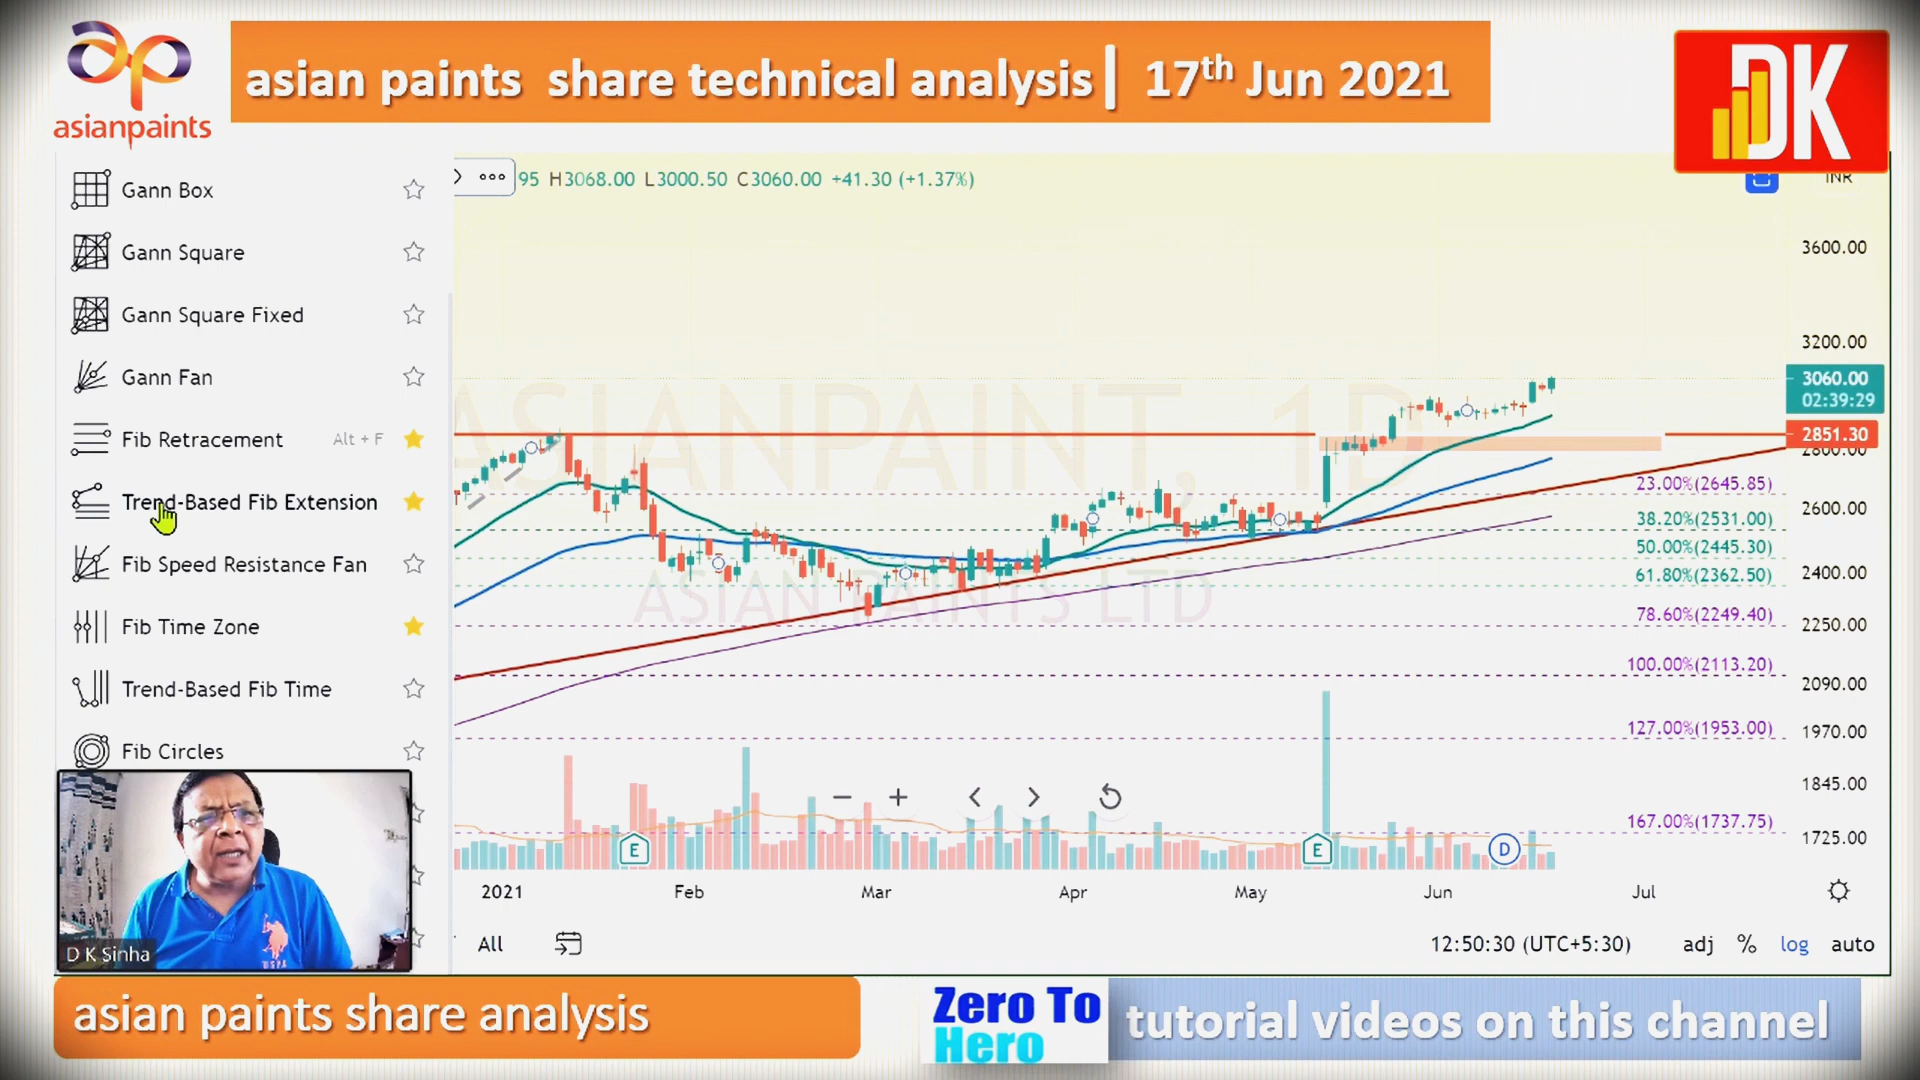 asianpaints
asian paints share technical analysis | 17th Jun 2021
DK
Gann Box
Gann Square
Gann Square Fixed
Gann Fan
Fib Retracement Alt + F
Trend-Based Fib Extension
Fib Speed Resistance Fan
Fib Time Zone
Trend-Based Fib Time
Fib Circles
95 H3068.00 L3000.50 C3060.00 +41.30 (+1.37%)
INR
ASIANPAINT, 1D
ASIAN PAINTS LTD
3600.00
3200.00
3060.00
02:39:29
2851.30
2800.00
2600.00
2400.00
2250.00
2090.00
1970.00
1845.00
1725.00
23.00%(2645.85)
38.20%(2531.00)
50.00%(2445.30)
61.80%(2362.50)
78.60%(2249.40)
100.00%(2113.20)
127.00%(1953.00)
167.00%(1737.75)
E
E
D
2021 Feb Mar Apr May Jun Jul
All
12:50:30 (UTC+5:30) adj % log auto
D K Sinha
asian paints share analysis
Zero To
Hero
tutorial videos on this channel